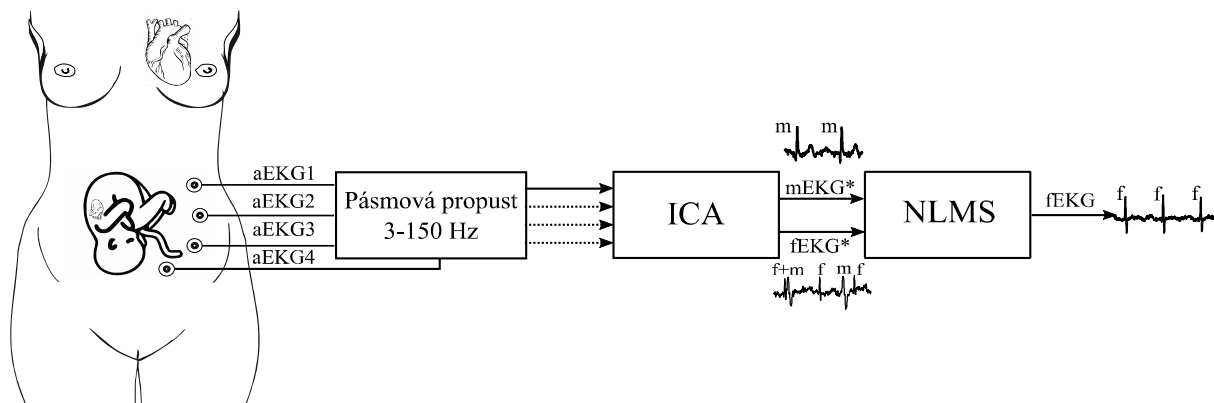 aEKG1
aEKG2
aEKG3
aEKG4
Pásmová propust
3-150 Hz
ICA
m m
mEKG*
fEKG*
f+m f m f
NLMS
fEKG
f f f